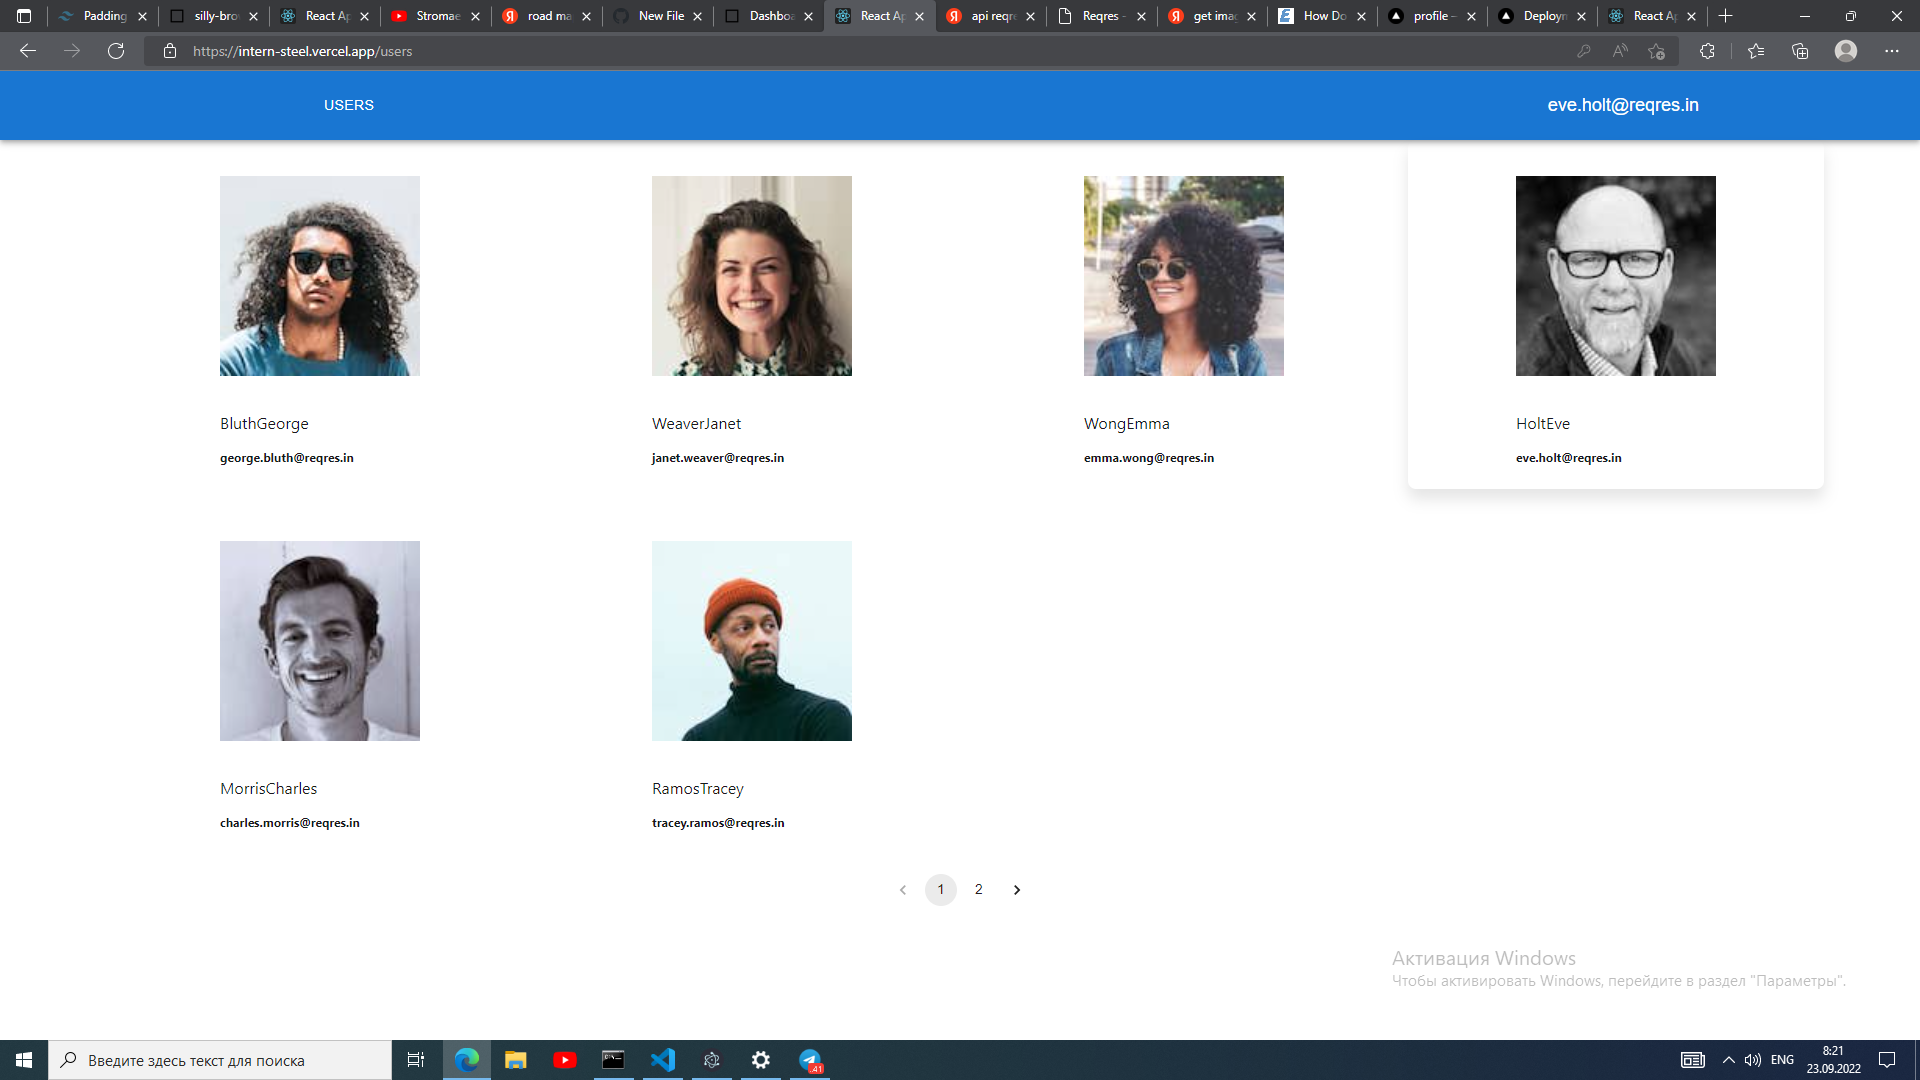 Padding
silly-bro
React Ap
Stromae
road ma
New File
Dashboa
React Ap
api reqre
Reqres -
get imag
How Do
profile –
Deploym
React Ap
https://intern-steel.vercel.app/users
USERS
eve.holt@reqres.in
BluthGeorge
george.bluth@reqres.in
WeaverJanet
janet.weaver@reqres.in
WongEmma
emma.wong@reqres.in
HoltEve
eve.holt@reqres.in
MorrisCharles
charles.morris@reqres.in
RamosTracey
tracey.ramos@reqres.in
1 2
Активация Windows
Чтобы активировать Windows, перейдите в раздел "Параметры".
Введите здесь текст для поиска
41
ENG
8:21
23.09.2022